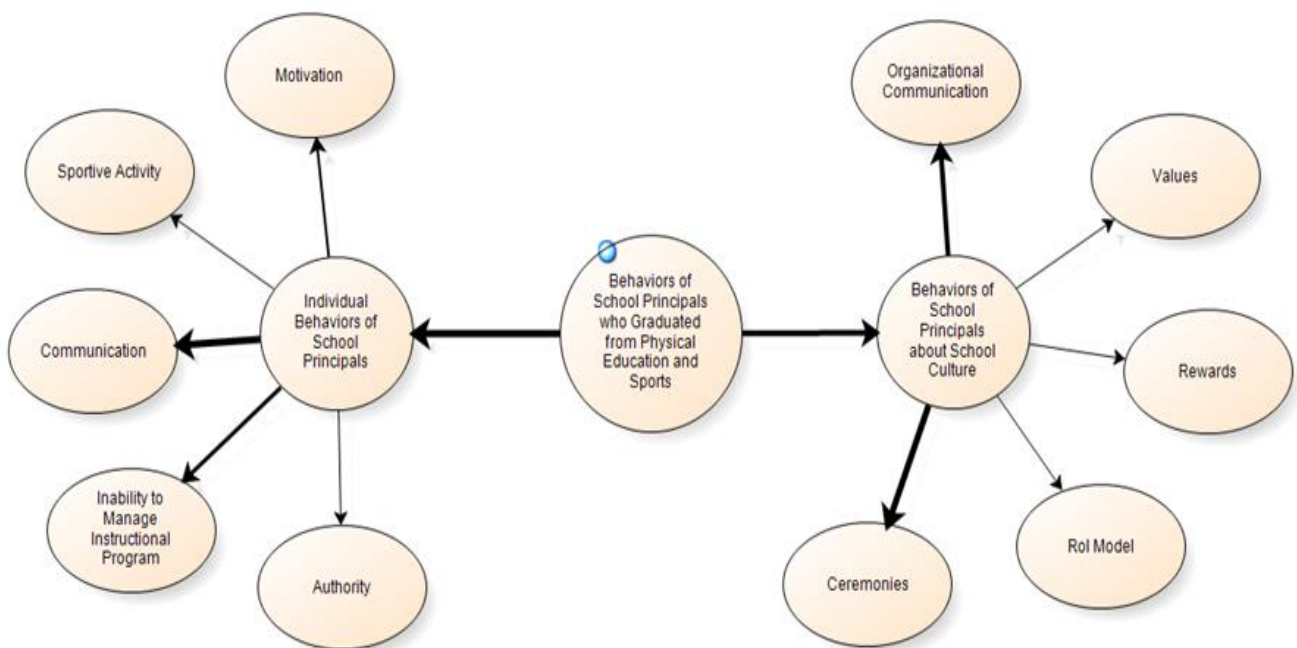 Motivation
Organizational
Communication
Sportive Activity
Values
Individual
Behaviors of
School
Principals
Behaviors of
School Principals
who Graduated
from Physical
Education and
Sports
Behaviors of
School
Principals
about School
Culture
Communication
Rewards
Inability to
Manage
Instructional
Program
Authority
Ceremonies
Rol Model